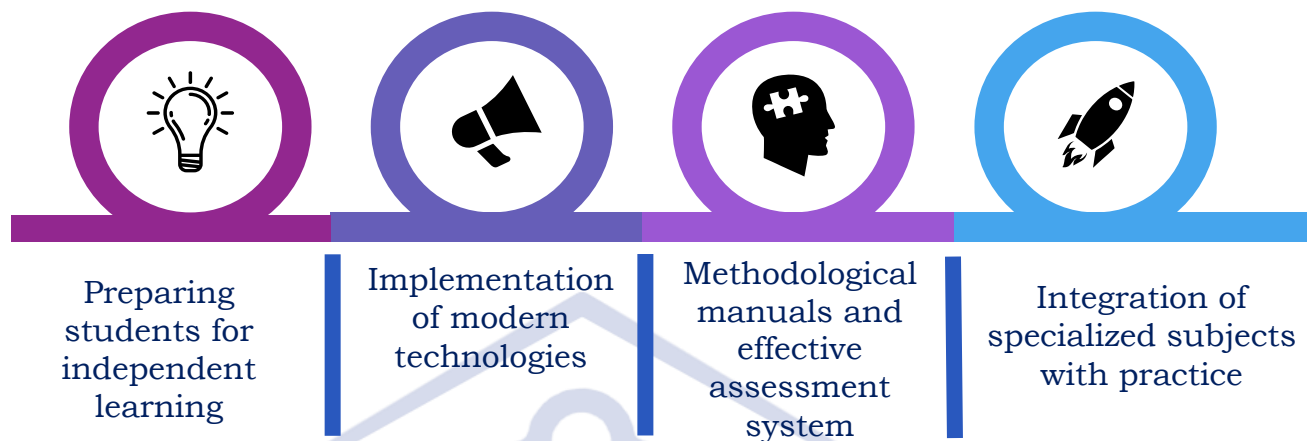 Preparing
students for
independent
learning
Implementation
of modern
technologies
Methodological
manuals and
effective
assessment
system
Integration of
specialized subjects
with practice